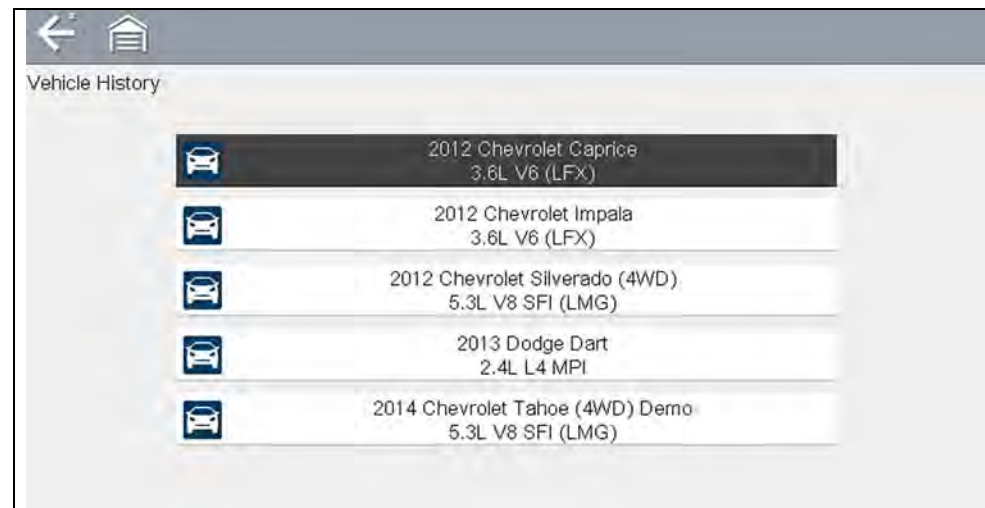 Vehicle History
2012 Chevrolet Caprice
3.6L V6 (LFX)
2012 Chevrolet Impala
3.6L V6 (LFX)
2012 Chevrolet Silverado (4WD)
5.3L V8 SFI (LMG)
2013 Dodge Dart
2.4L L4 MPI
2014 Chevrolet Tahoe (4WD) Demo
5.3L V8 SFI (LMG)